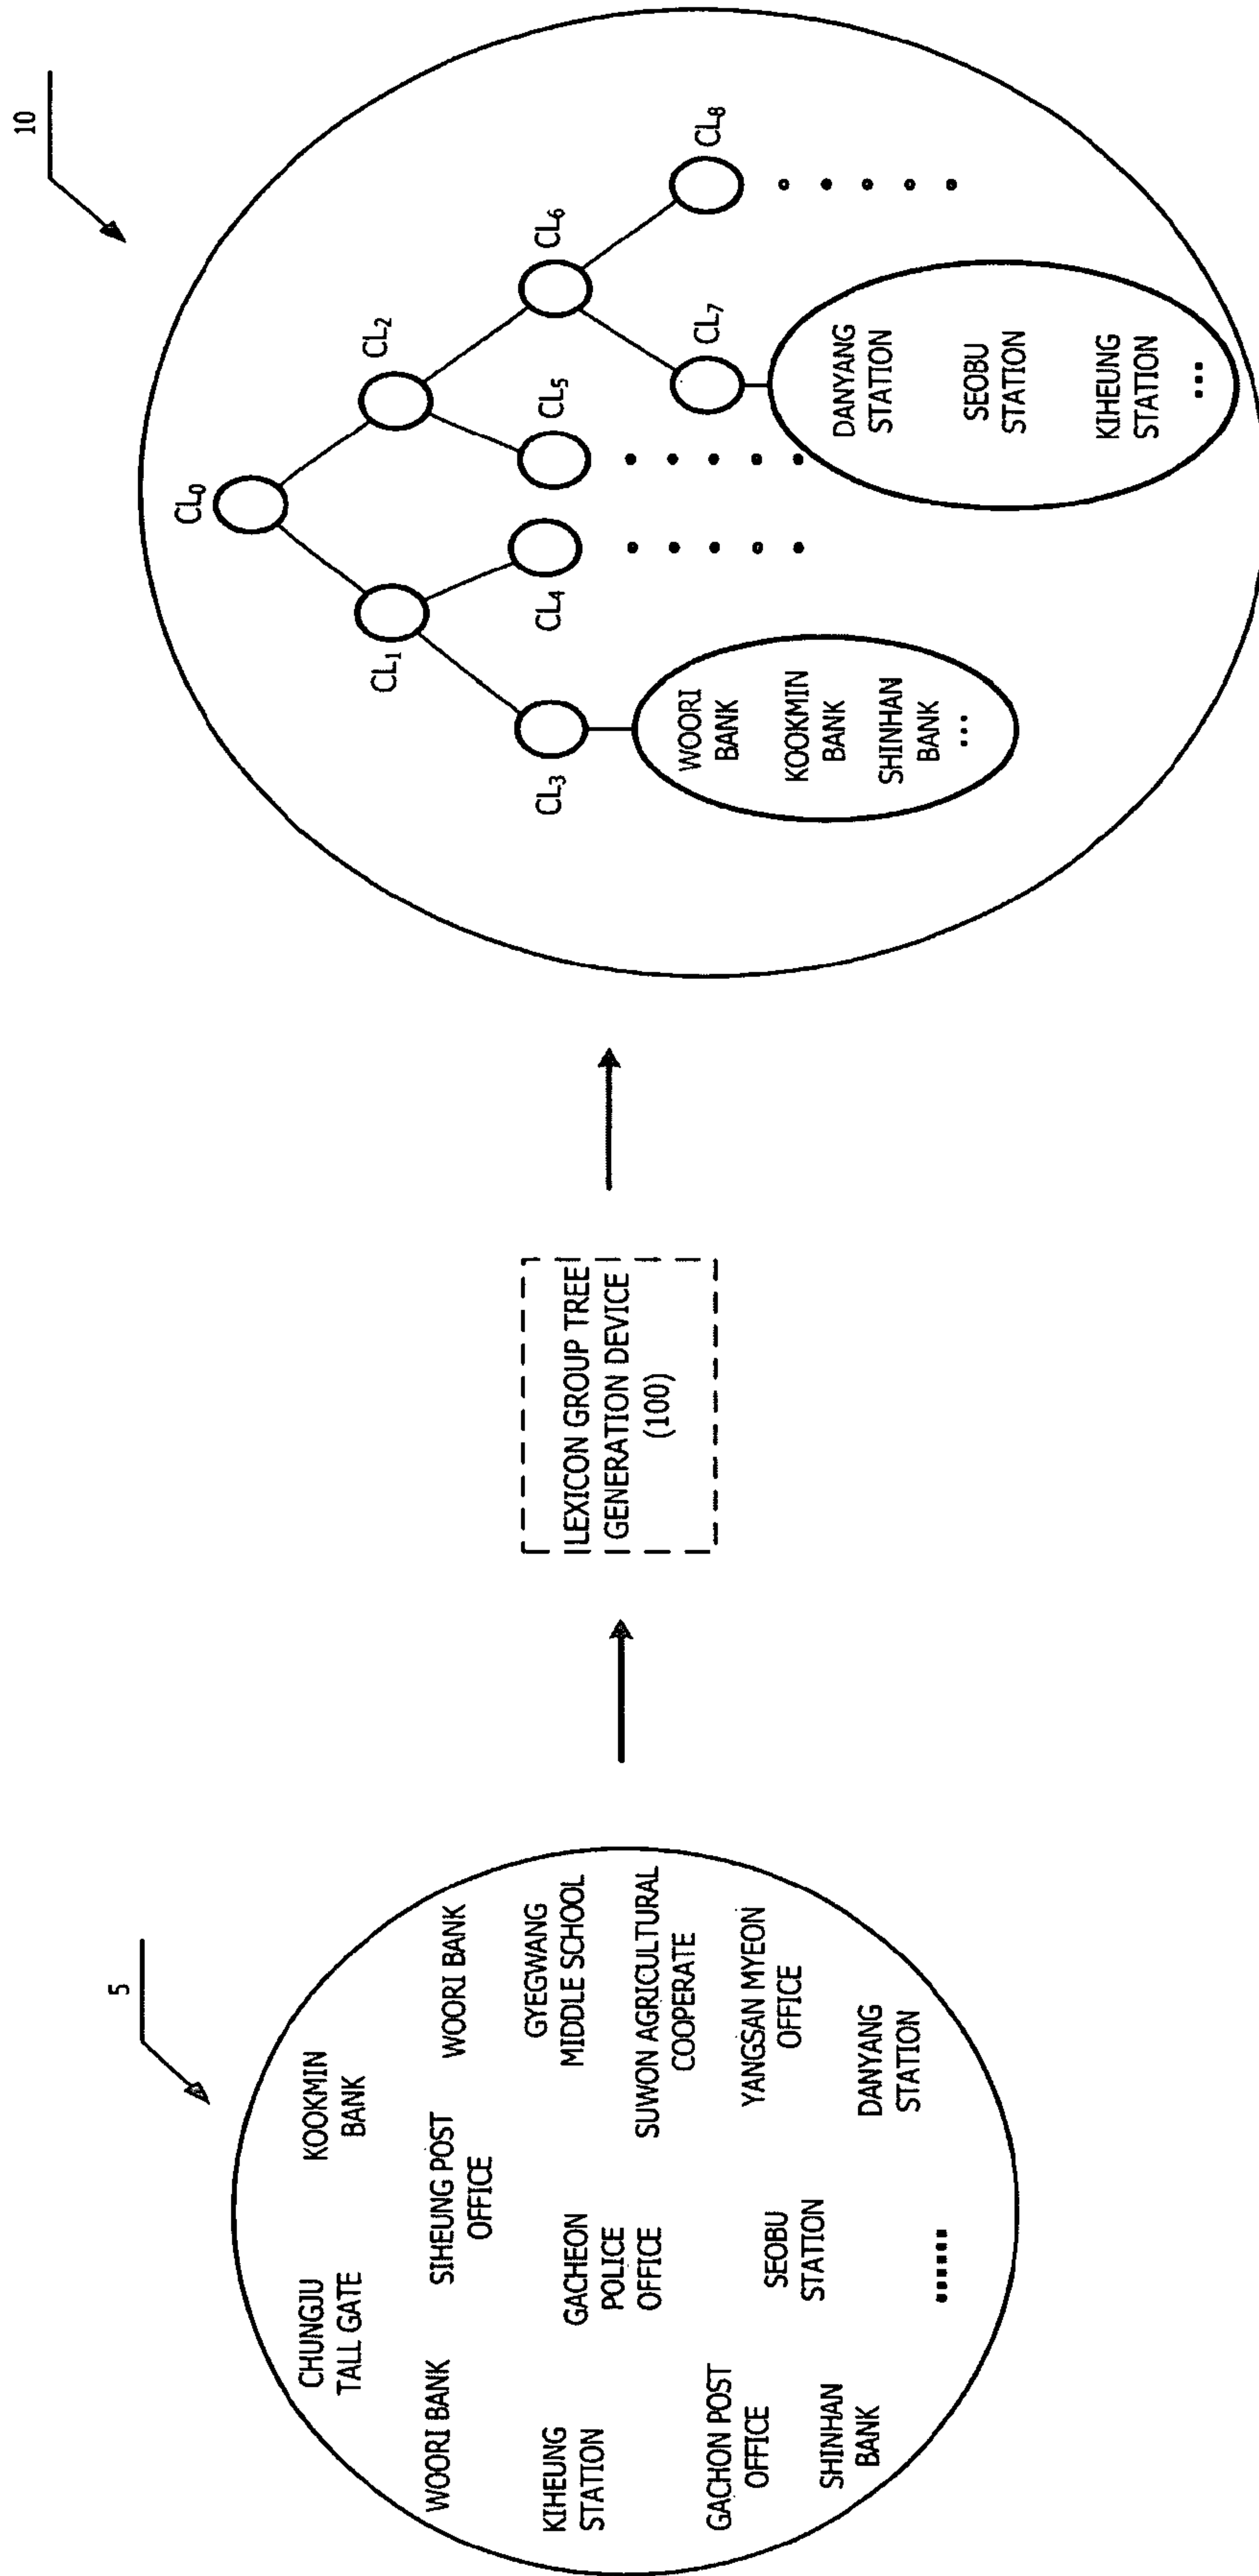 5
CHUNGJU
TALL GATE
KOOKMIN
BANK
WOORI BANK
SIHEUNG POST
OFFICE
WOORI BANK
KIHEUNG
STATION
GACHEON
POLICE
OFFICE
GYEGWANG
MIDDLE SCHOOL
SUWON AGRICULTURAL
COOPERATE
GACHON POST
OFFICE
YANGSAN MYEON
OFFICE
SEOBU
STATION
SHINHAN
BANK
DANYANG
STATION
......
LEXICON GROUP TREE
GENERATION DEVICE
(100)
10
CL0
CL1
CL2
CL3
CL4
CL5
CL6
CL7
CL8
WOORI
BANK
KOOKMIN
BANK
SHINHAN
BANK
...
DANYANG
STATION
SEOBU
STATION
KIHEUNG
STATION
...